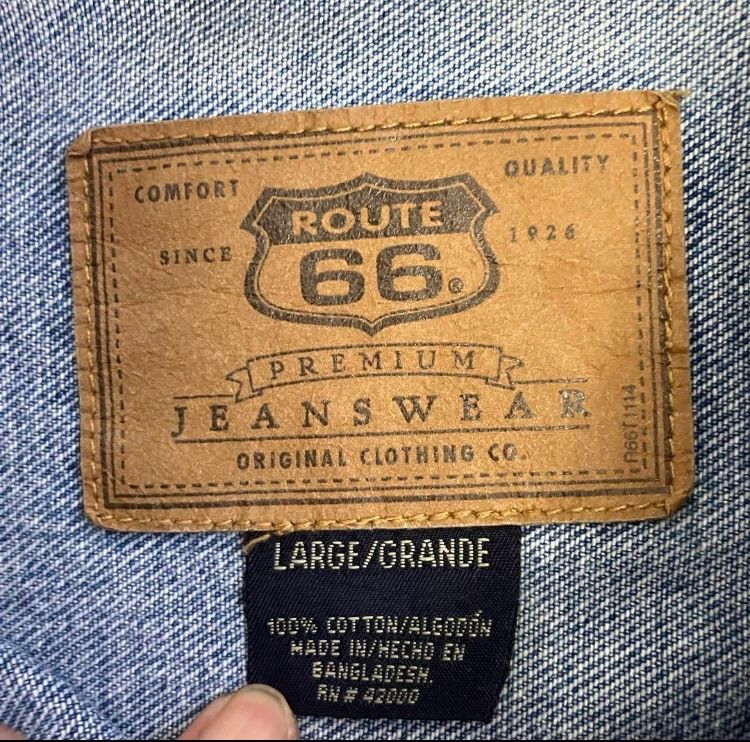 COMFORT QUALITY
ROUTE
SINCE 66® 1926
PREMIUM
JEANSWEAR
ORIGINAL CLOTHING CO.
R66T1114
LARGE/GRANDE
100% COTTON/ALGODÓN
MADE IN/HECHO EN
BANGLADESH
RN # 42000